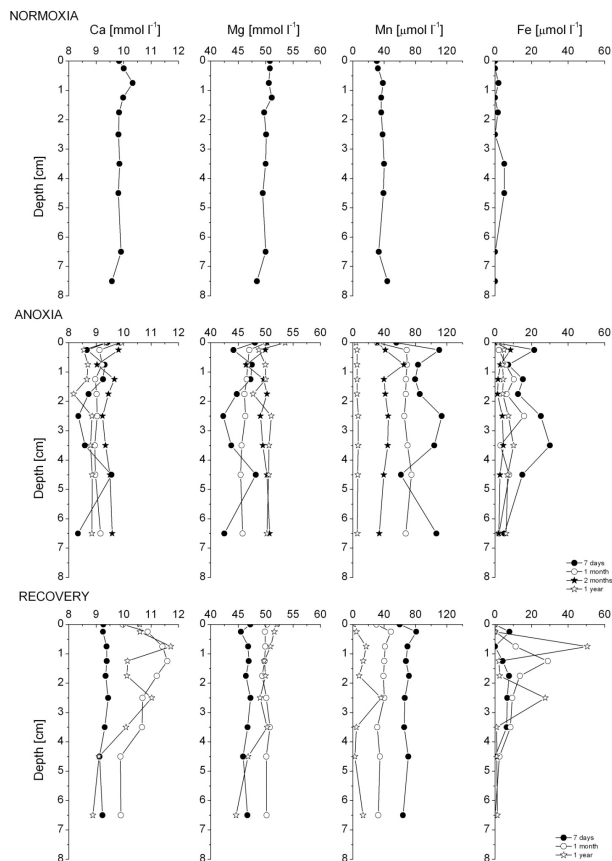 NORMOXIA
Ca [mmol l-1] Mg [mmol l-1] Mn [μmol l-1] Fe [μmol l-1]
8 9 10 11 12 40 45 50 55 60 0 40 80 120 0 20 40 60
0
1
2
3
4
5
6
7
8
Depth [cm]
ANOXIA
8 9 10 11 12 40 45 50 55 60 0 40 80 120 0 20 40 60
0
1
2
3
4
5
6
7
8
Depth [cm]
7 days
1 month
2 months
1 year
RECOVERY
8 9 10 11 12 40 45 50 55 60 0 40 80 120 0 20 40 60
0
1
2
3
4
5
6
7
8
Depth [cm]
7 days
1 month
1 year